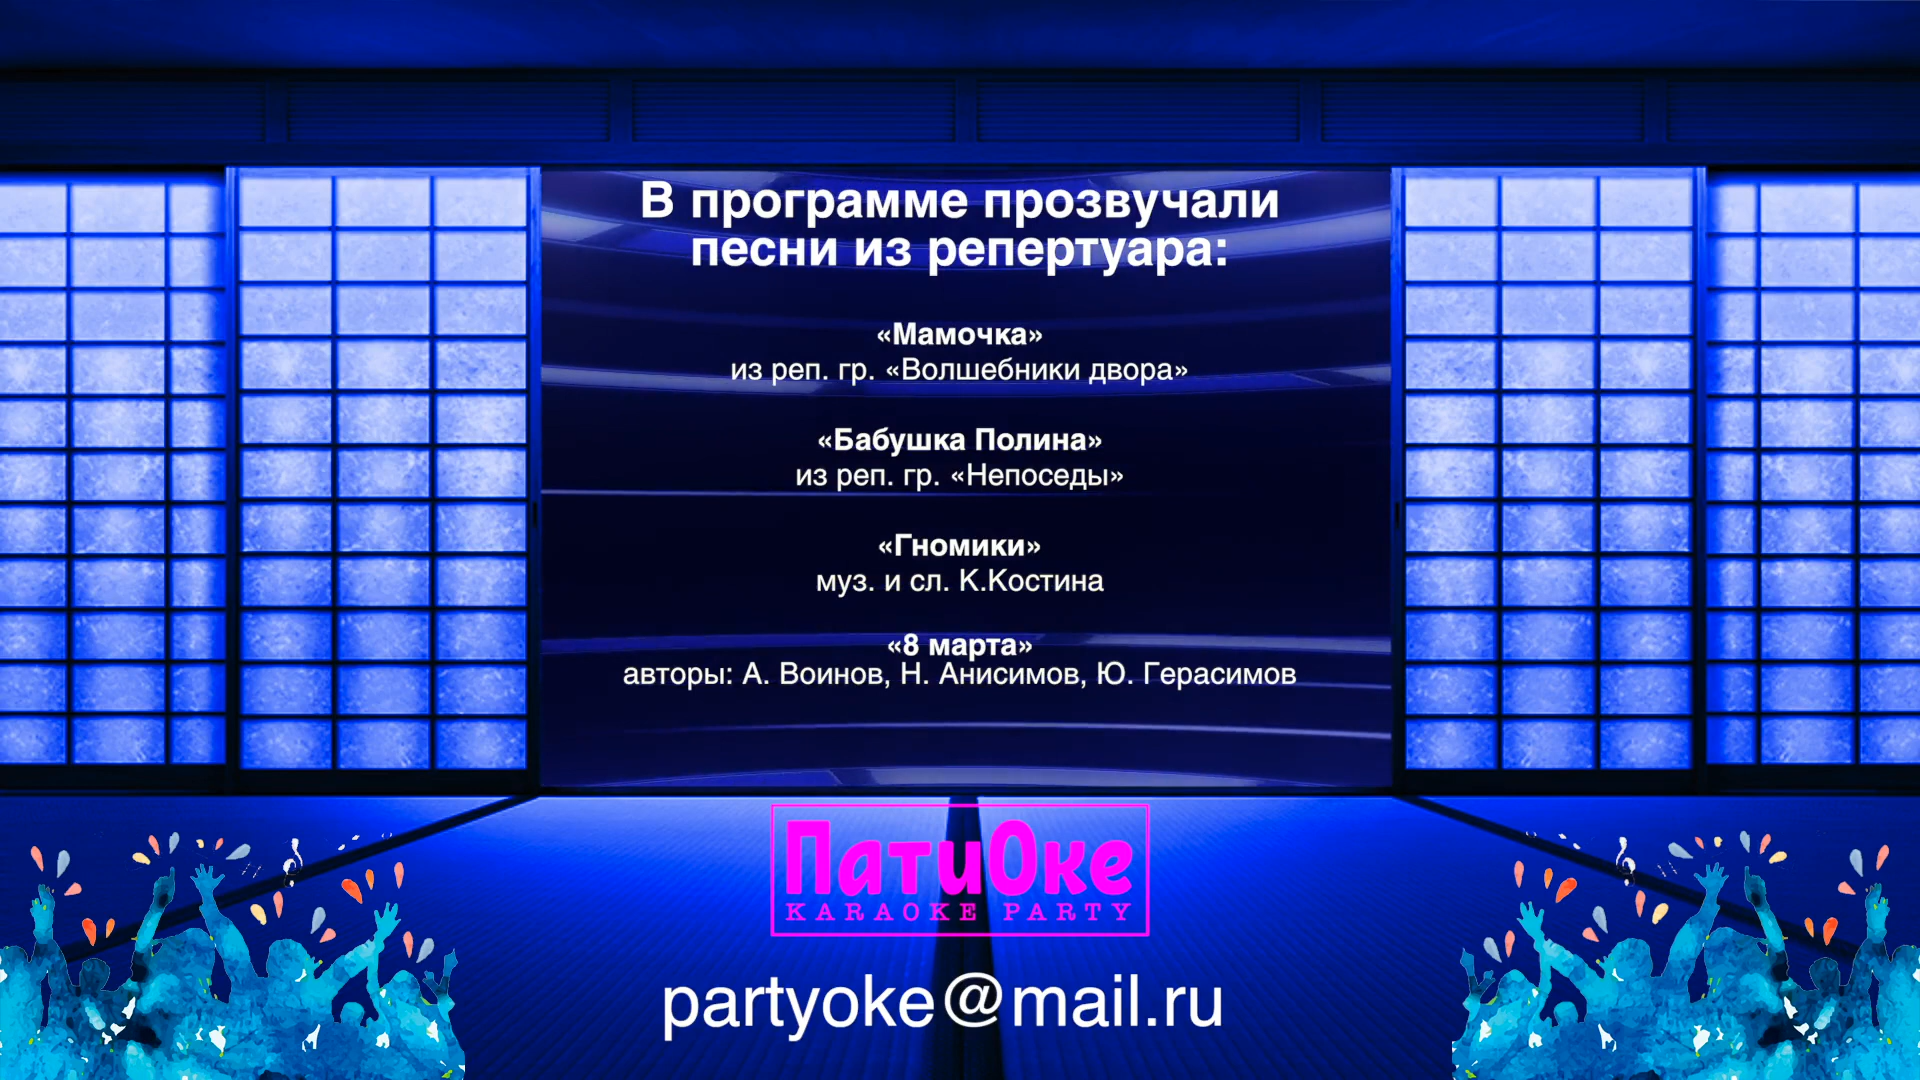 В программе прозвучали
песни из репертуара:
«Мамочка»
из реп. гр. «Волшебники двора»
«Бабушка Полина»
из реп. гр. «Непоседы»
«Гномики»
муз. и сл. К.Костина
«8 марта»
авторы: А. Воинов, Н. Анисимов, Ю. Герасимов
ПатиОке
KARAOKE PARTY
partyoke@mail.ru